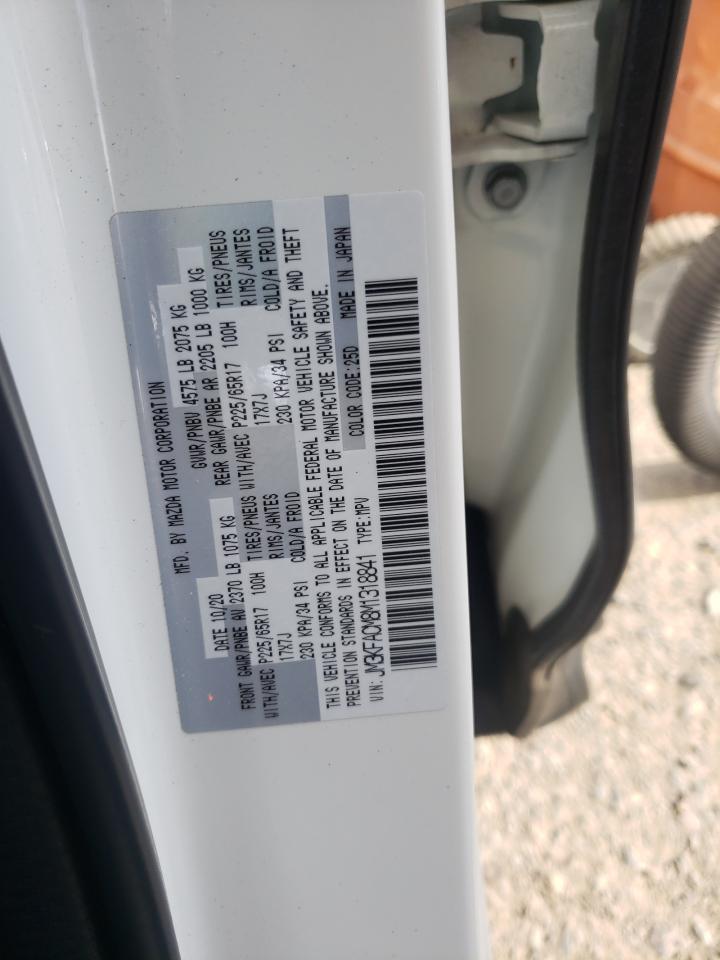 MFD. BY MAZDA MOTOR CORPORATION
DATE 10/20 GVWR/PNBV 4575 LB 2075 KG
FRONT GAWR/PNBE AV 2370 LB 1075 KG REAR GAWR/PNBE AR 2205 LB 1000 KG
WITH/AVEC P225/65R17 100H TIRES/PNEUS WITH/AVEC P225/65R17 100H TIRES/PNEUS
17X7J RIMS/JANTES 17X7J RIMS/JANTES
230 KPA/34 PSI COLD/A FROID 230 KPA/34 PSI COLD/A FROID
THIS VEHICLE CONFORMS TO ALL APPLICABLE FEDERAL MOTOR VEHICLE SAFETY AND THEFT
PREVENTION STANDARDS IN EFFECT ON THE DATE OF MANUFACTURE SHOWN ABOVE.
VIN:JM3KFACM8M1318841 TYPE:MPV COLOR CODE:25D MADE IN JAPAN